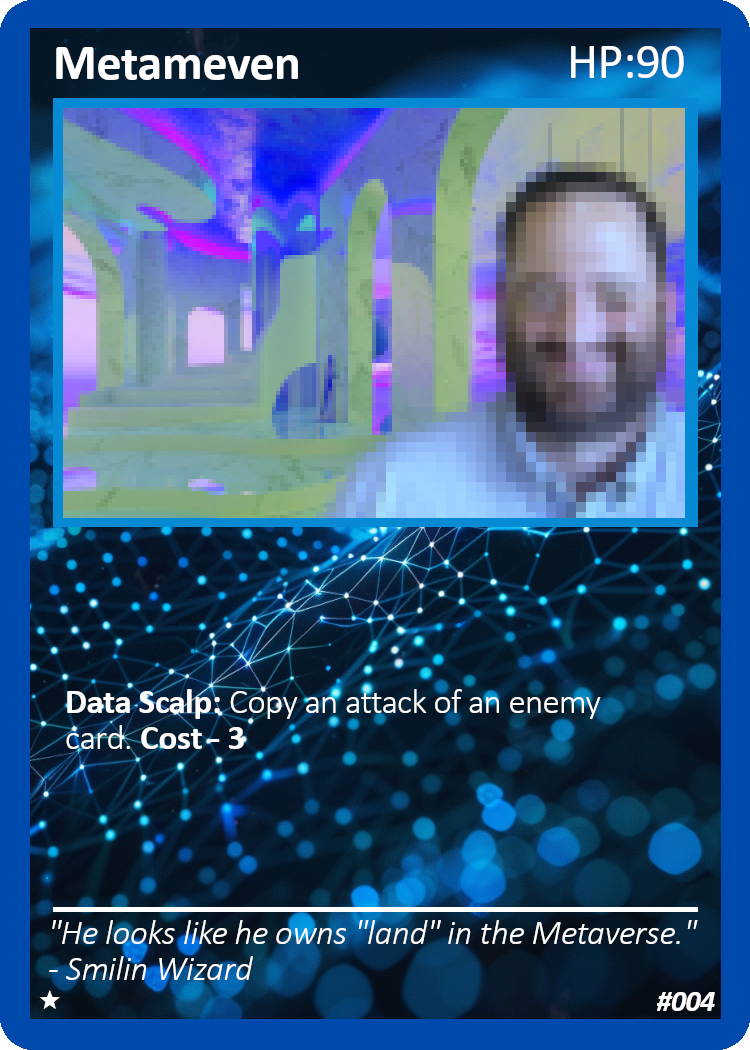 Metameven
HP:90
Data Scalp: Copy an attack of an enemy
card. Cost - 3
"He looks like he owns "land" in the Metaverse."
- Smilin Wizard
#004